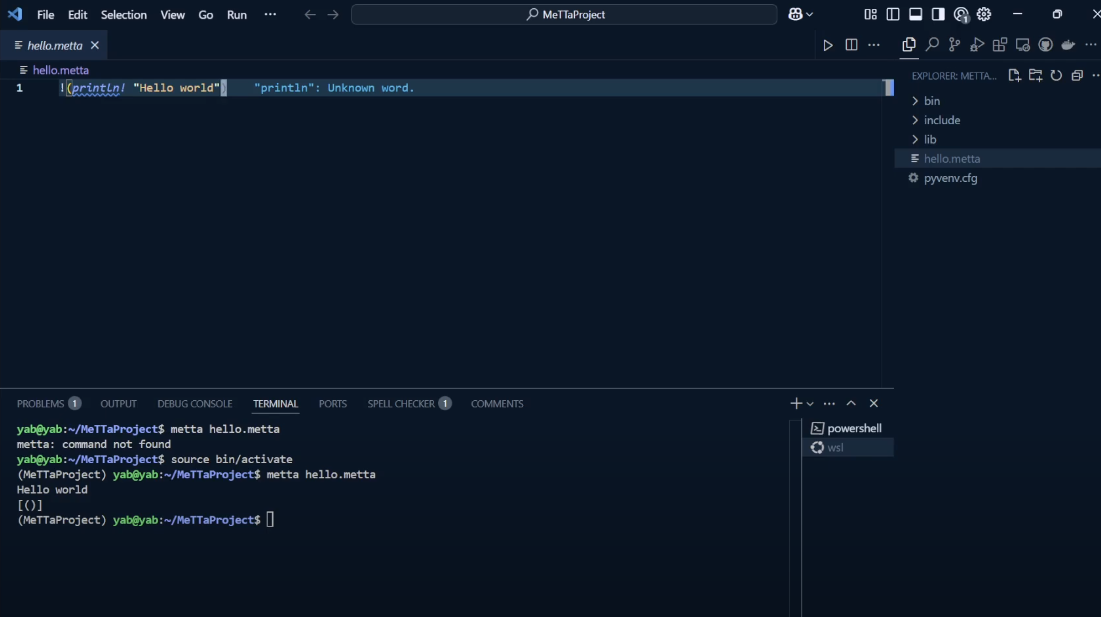 File Edit Selection View Go Run ··· MeTTaProject
hello.metta
hello.metta
1 !(println! "Hello world") "println": Unknown word.
EXPLORER: METTA...
bin
include
lib
hello.metta
pyvenv.cfg
PROBLEMS 1 OUTPUT DEBUG CONSOLE TERMINAL PORTS SPELL CHECKER 1 COMMENTS
yab@yab:~/MeTTaProject$ metta hello.metta
metta: command not found
yab@yab:~/MeTTaProject$ source bin/activate
(MeTTaProject) yab@yab:~/MeTTaProject$ metta hello.metta
Hello world
[()]
(MeTTaProject) yab@yab:~/MeTTaProject$
powershell
wsl